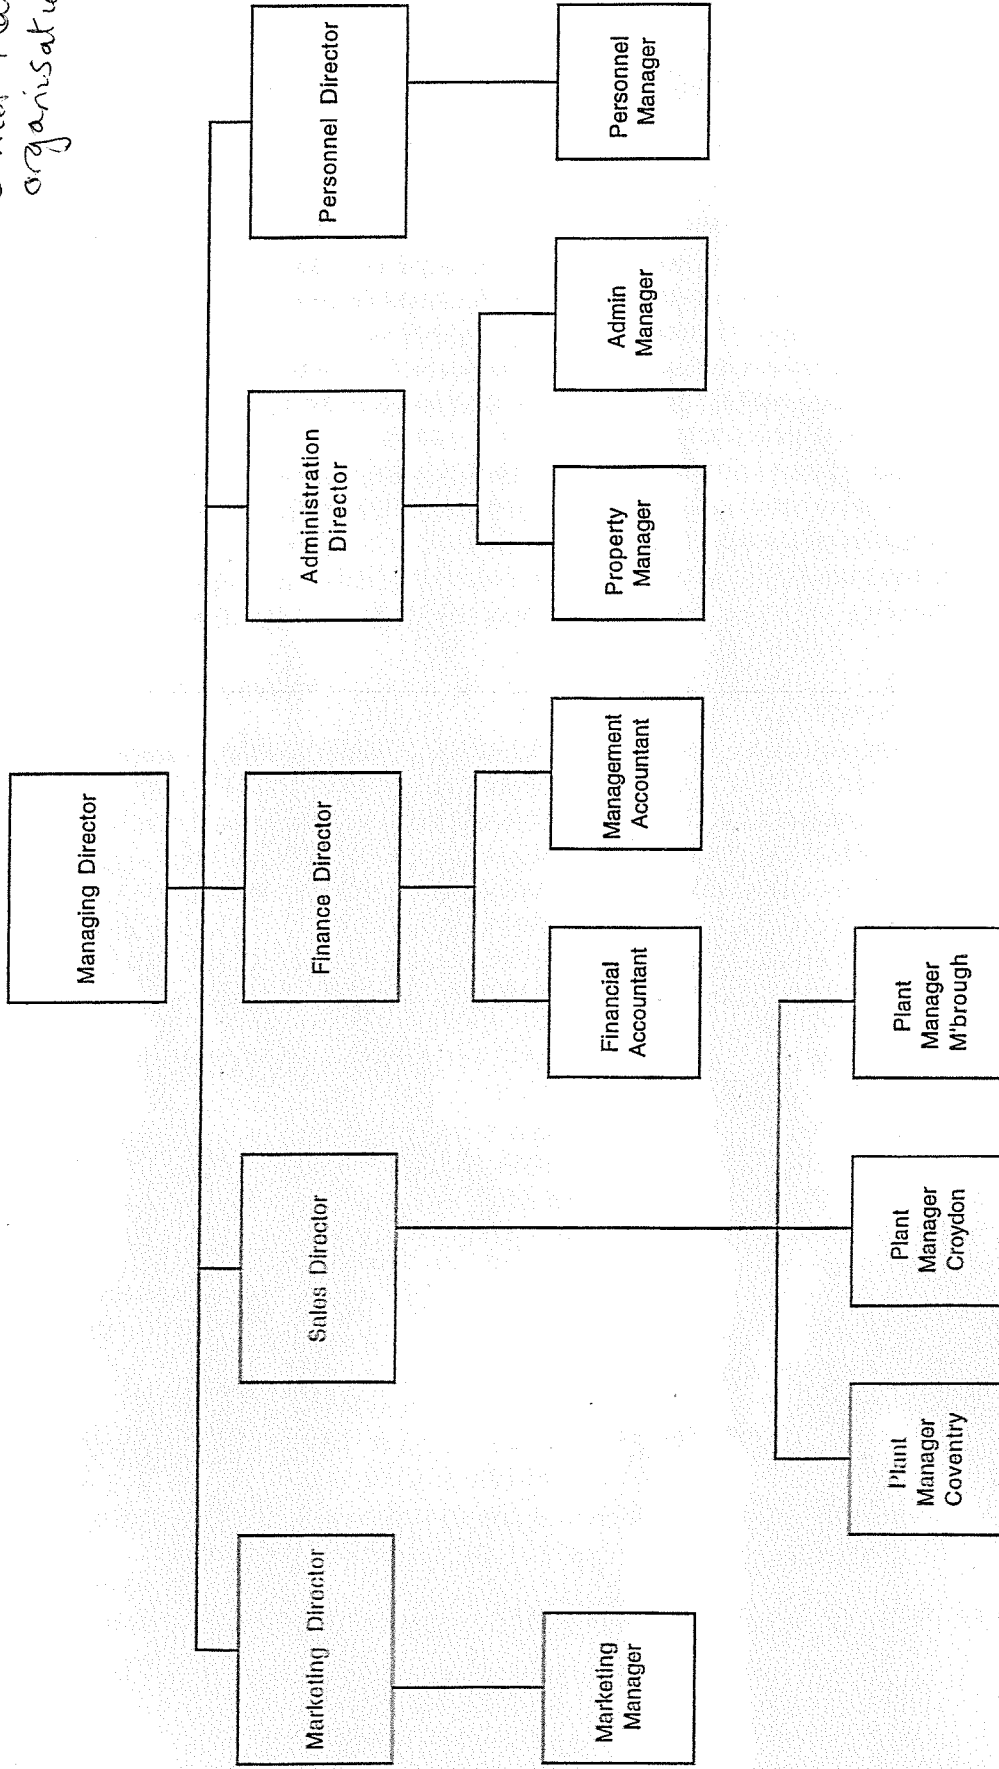 organisati
Managing Director
Marketing Director
Sales Director
Finance Director
Administration
Director
Personnel Director
Marketing
Manager
Financial
Accountant
Management
Accountant
Property
Manager
Admin
Manager
Personnel
Manager
Plant
Manager
Coventry
Plant
Manager
Croydon
Plant
Manager
M'brough